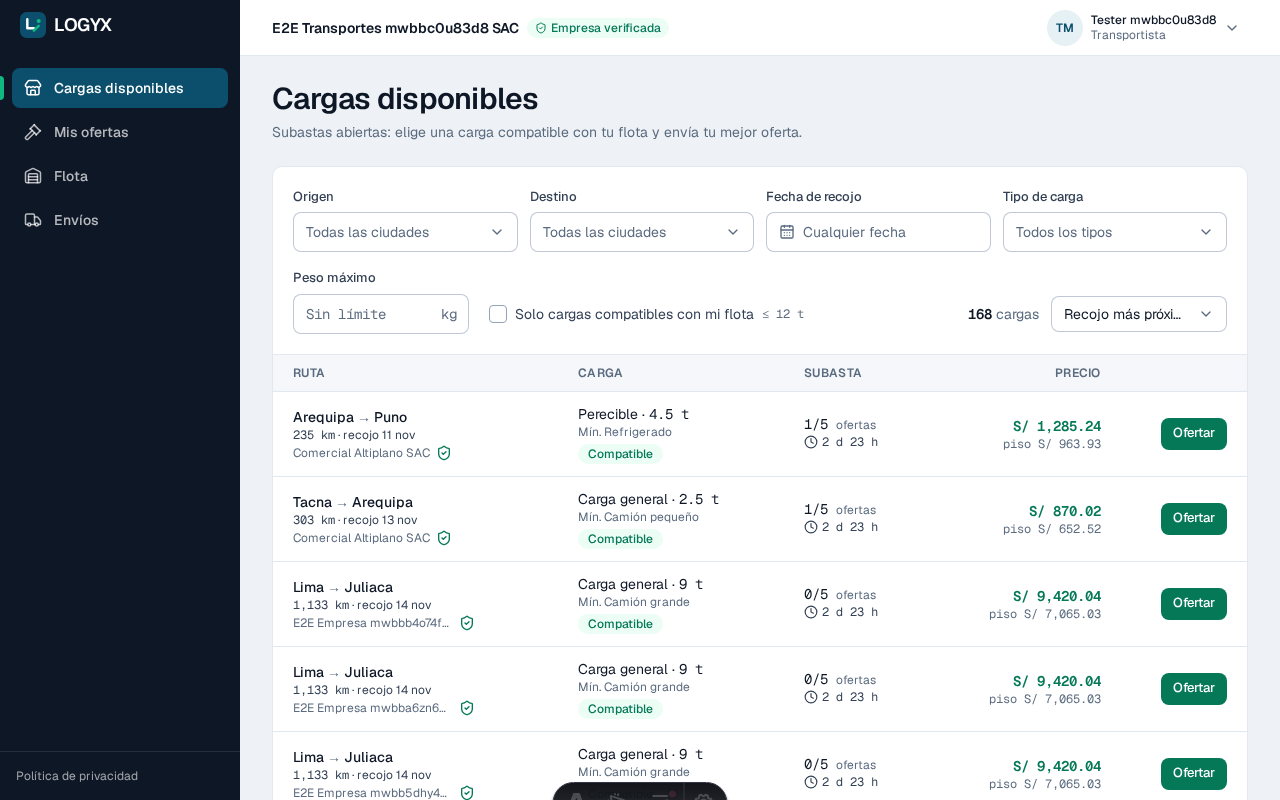 LOGYX
E2E Transportes mwbbc0u83d8 SAC
Empresa verificada
TM
Tester mwbbc0u83d8
Transportista
Cargas disponibles
Mis ofertas
Flota
Envíos
Política de privacidad
Cargas disponibles
Subastas abiertas: elige una carga compatible con tu flota y envía tu mejor oferta.
Origen
Destino
Fecha de recojo
Tipo de carga
Todas las ciudades
Todas las ciudades
Cualquier fecha
Todos los tipos
Peso máximo
Sin límite kg
Solo cargas compatibles con mi flota ≤ 12 t
168 cargas
Recojo más próxi…
RUTA CARGA SUBASTA PRECIO
Arequipa → Puno
235 km · recojo 11 nov
Comercial Altiplano SAC
Perecible · 4.5 t
Mín. Refrigerado
Compatible
1/5 ofertas
2 d 23 h
S/ 1,285.24
piso S/ 963.93
Ofertar
Tacna → Arequipa
303 km · recojo 13 nov
Comercial Altiplano SAC
Carga general · 2.5 t
Mín. Camión pequeño
Compatible
1/5 ofertas
2 d 23 h
S/ 870.02
piso S/ 652.52
Ofertar
Lima → Juliaca
1,133 km · recojo 14 nov
E2E Empresa mwbbb4o74f…
Carga general · 9 t
Mín. Camión grande
Compatible
0/5 ofertas
2 d 23 h
S/ 9,420.04
piso S/ 7,065.03
Ofertar
Lima → Juliaca
1,133 km · recojo 14 nov
E2E Empresa mwbba6zn6…
Carga general · 9 t
Mín. Camión grande
Compatible
0/5 ofertas
2 d 23 h
S/ 9,420.04
piso S/ 7,065.03
Ofertar
Lima → Juliaca
1,133 km · recojo 14 nov
E2E Empresa mwbb5dhy4…
Carga general · 9 t
Mín. Camión grande
0/5 ofertas
2 d 23 h
S/ 9,420.04
piso S/ 7,065.03
Ofertar